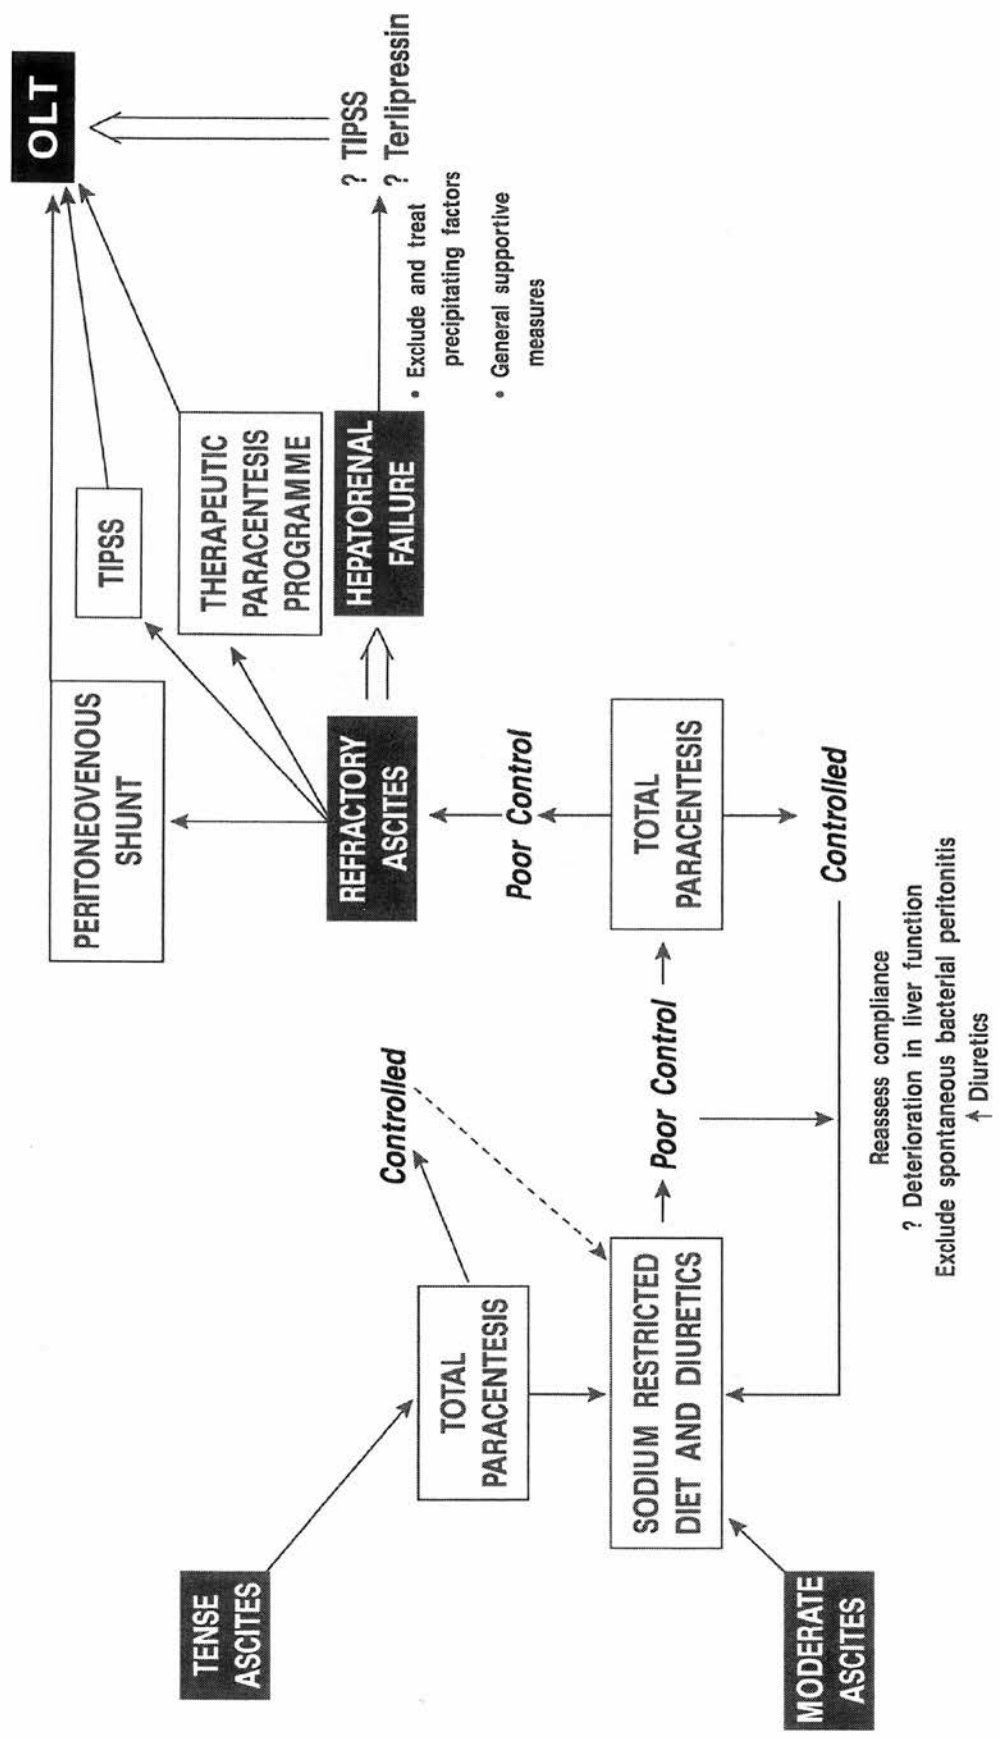 TENSE
ASCITES
MODERATE
ASCITES
TOTAL
PARACENTESIS
SODIUM RESTRICTED
DIET AND DIURETICS
Controlled
Poor Control
Reassess compliance
? Deterioration in liver function
Exclude spontaneous bacterial peritonitis
↑ Diuretics
TOTAL
PARACENTESIS
Controlled
Poor Control
REFRACTORY
ASCITES
PERITONEOVENOUS
SHUNT
TIPSS
THERAPEUTIC
PARACENTESIS
PROGRAMME
HEPATORENAL
FAILURE
• Exclude and treat
precipitating factors
• General supportive
measures
? TIPSS
? Terlipressin
OLT